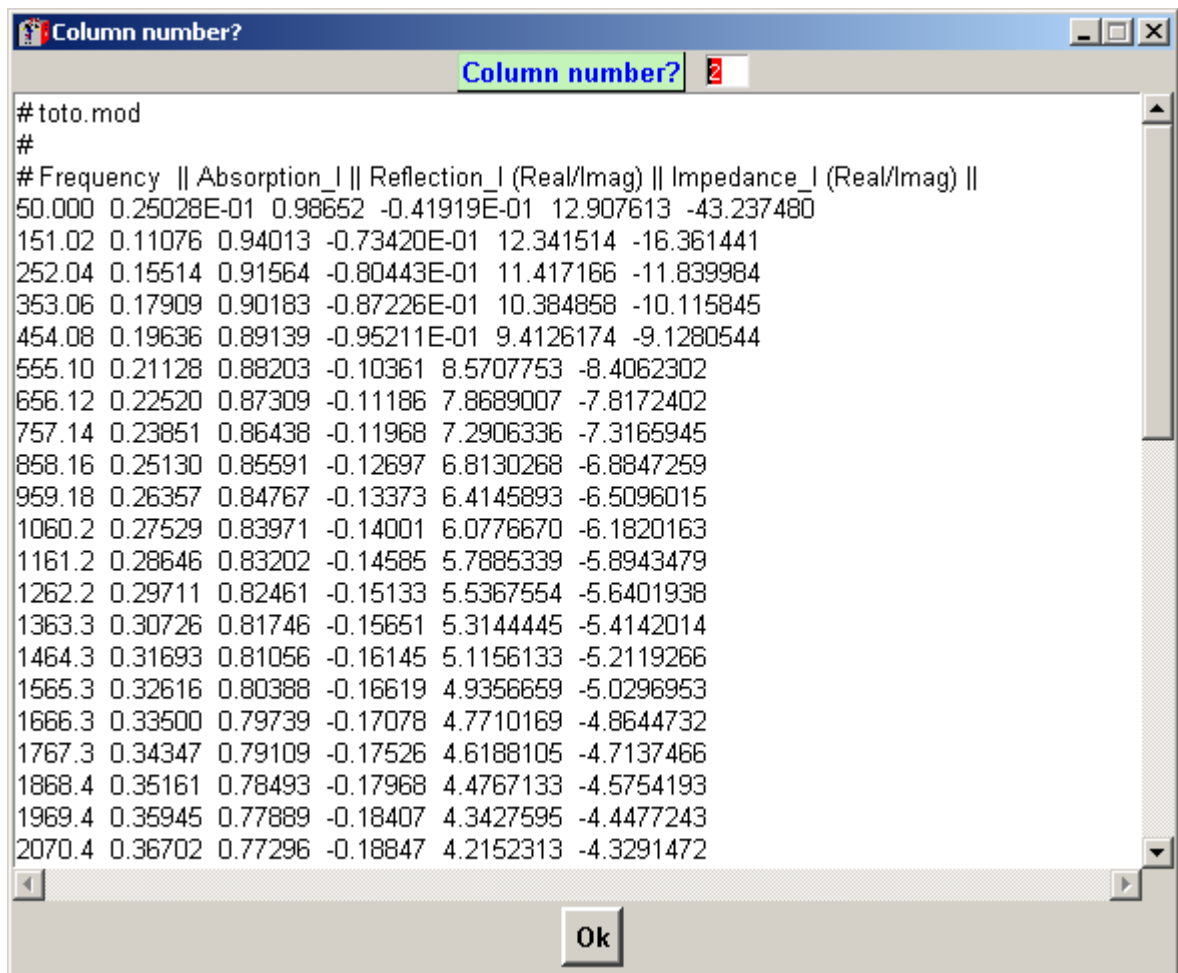 Column number?
Column number? 2
# toto.mod
#
# Frequency || Absorption_I || Reflection_I (Real/Imag) || Impedance_I (Real/Imag) ||
50.000 0.25028E-01 0.98652 -0.41919E-01 12.907613 -43.237480
151.02 0.11076 0.94013 -0.73420E-01 12.341514 -16.361441
252.04 0.15514 0.91564 -0.80443E-01 11.417166 -11.839984
353.06 0.17909 0.90183 -0.87226E-01 10.384858 -10.115845
454.08 0.19636 0.89139 -0.95211E-01 9.4126174 -9.1280544
555.10 0.21128 0.88203 -0.10361 8.5707753 -8.4062302
656.12 0.22520 0.87309 -0.11186 7.8689007 -7.8172402
757.14 0.23851 0.86438 -0.11968 7.2906336 -7.3165945
858.16 0.25130 0.85591 -0.12697 6.8130268 -6.8847259
959.18 0.26357 0.84767 -0.13373 6.4145893 -6.5096015
1060.2 0.27529 0.83971 -0.14001 6.0776670 -6.1820163
1161.2 0.28646 0.83202 -0.14585 5.7885339 -5.8943479
1262.2 0.29711 0.82461 -0.15133 5.5367554 -5.6401938
1363.3 0.30726 0.81746 -0.15651 5.3144445 -5.4142014
1464.3 0.31693 0.81056 -0.16145 5.1156133 -5.2119266
1565.3 0.32616 0.80388 -0.16619 4.9356659 -5.0296953
1666.3 0.33500 0.79739 -0.17078 4.7710169 -4.8644732
1767.3 0.34347 0.79109 -0.17526 4.6188105 -4.7137466
1868.4 0.35161 0.78493 -0.17968 4.4767133 -4.5754193
1969.4 0.35945 0.77889 -0.18407 4.3427595 -4.4477243
2070.4 0.36702 0.77296 -0.18847 4.2152313 -4.3291472
Ok